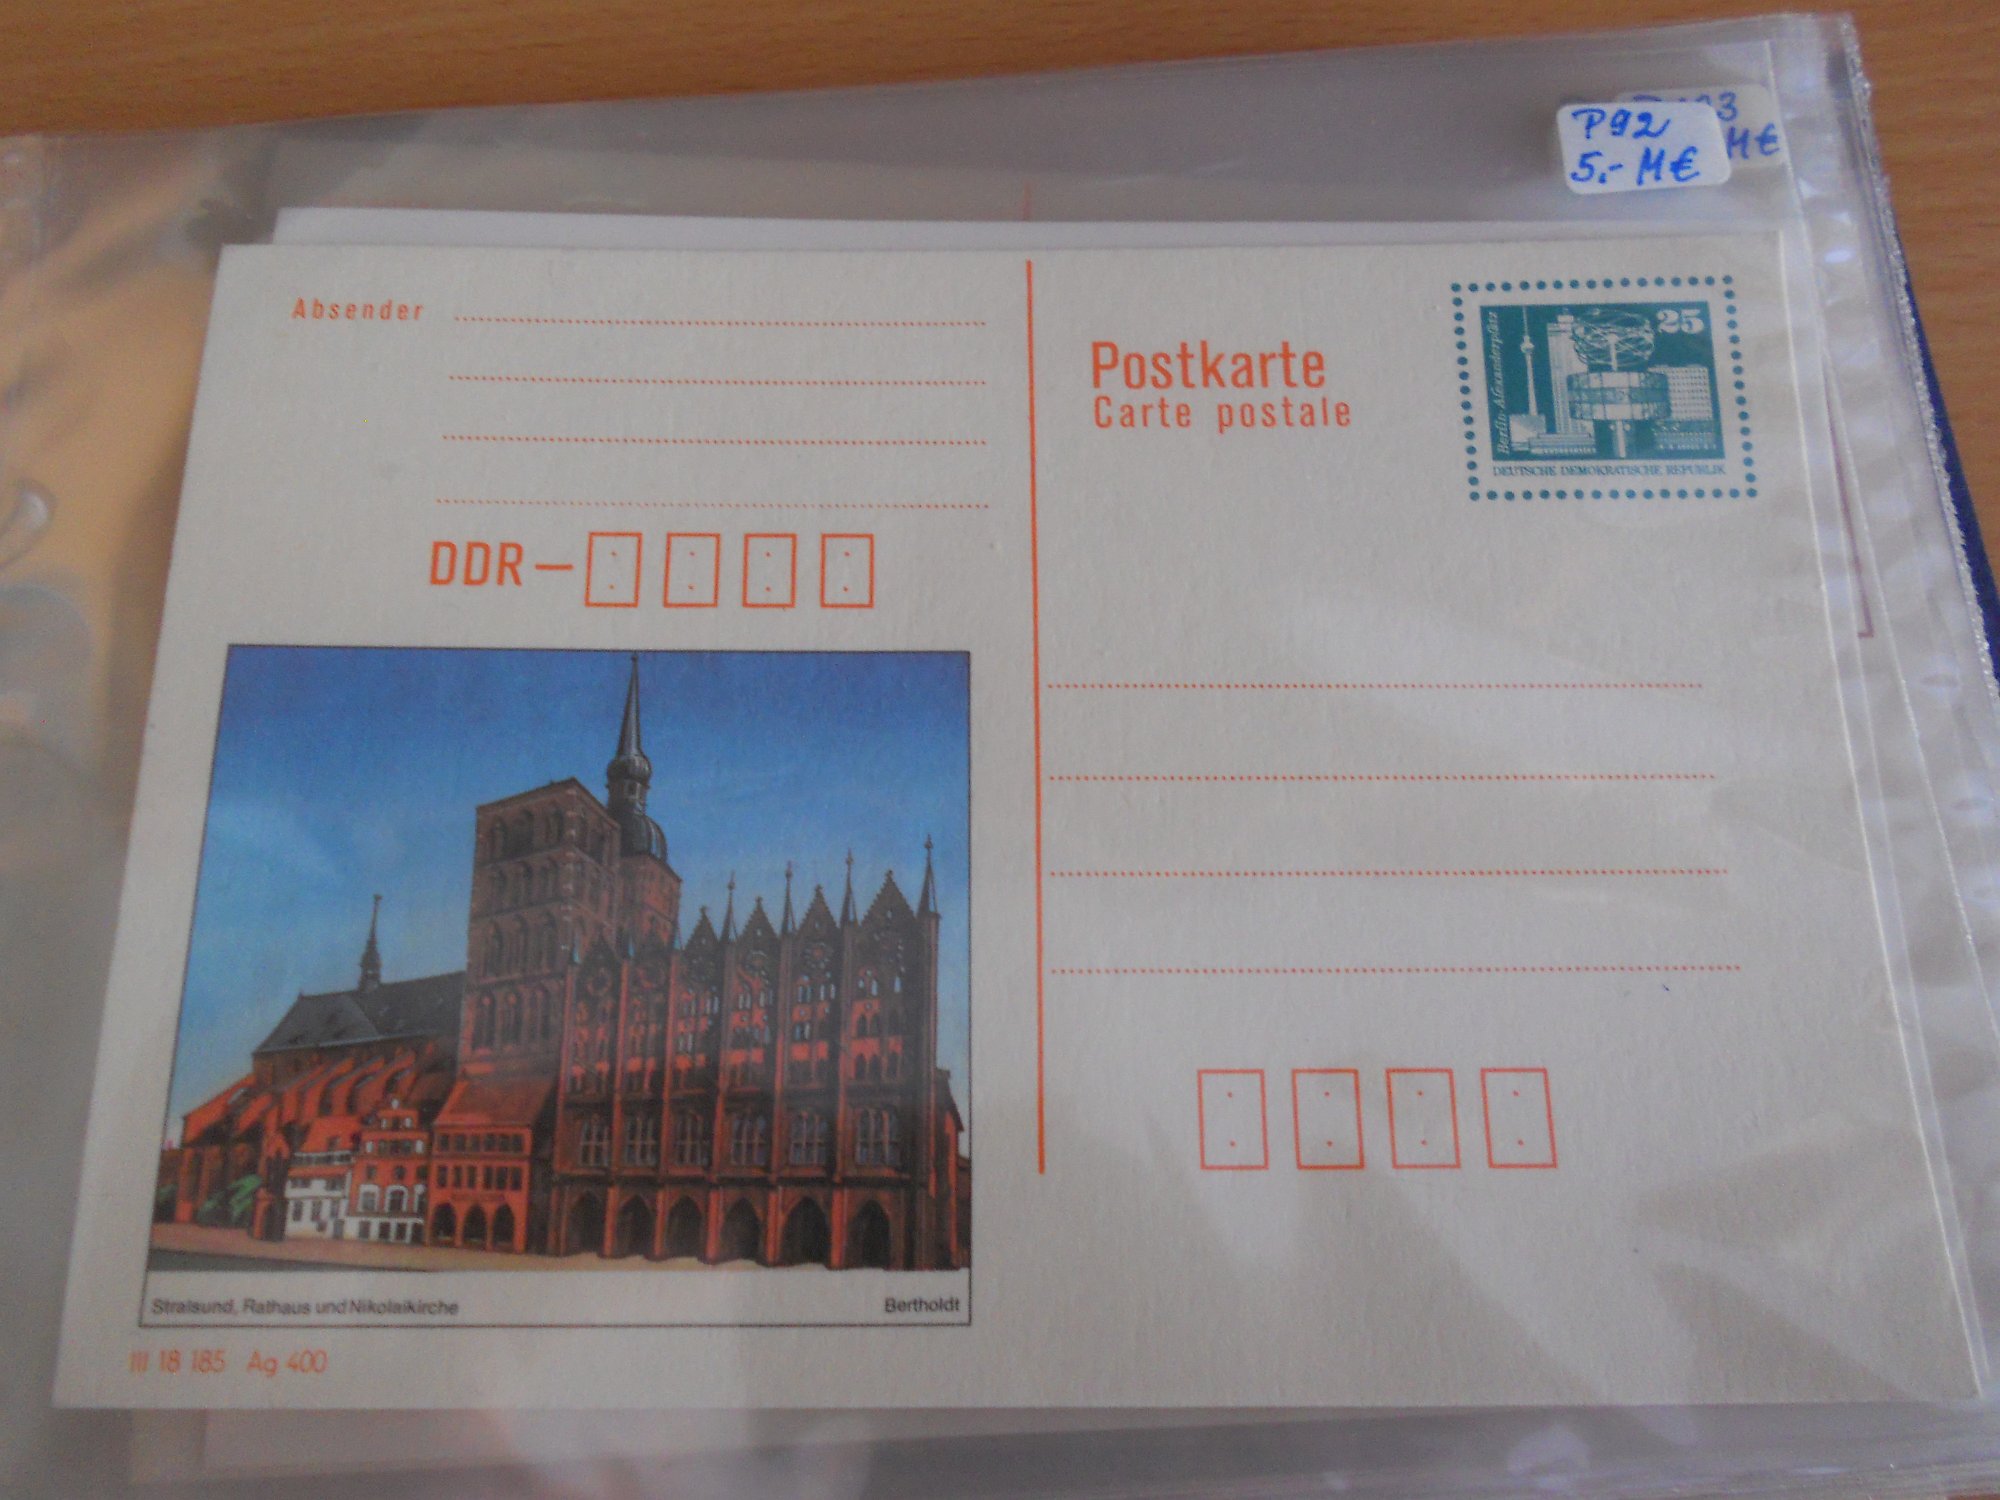 P92
5.- M€
3
M€
Absender
Postkarte
Carte postale
25
Berlin-Alexanderplatz
DEUTSCHE DEMOKRATISCHE REPUBLIK
DDR –
Stralsund, Rathaus und Nikolaikirche
Bertholdt
III 18 185 Ag 400